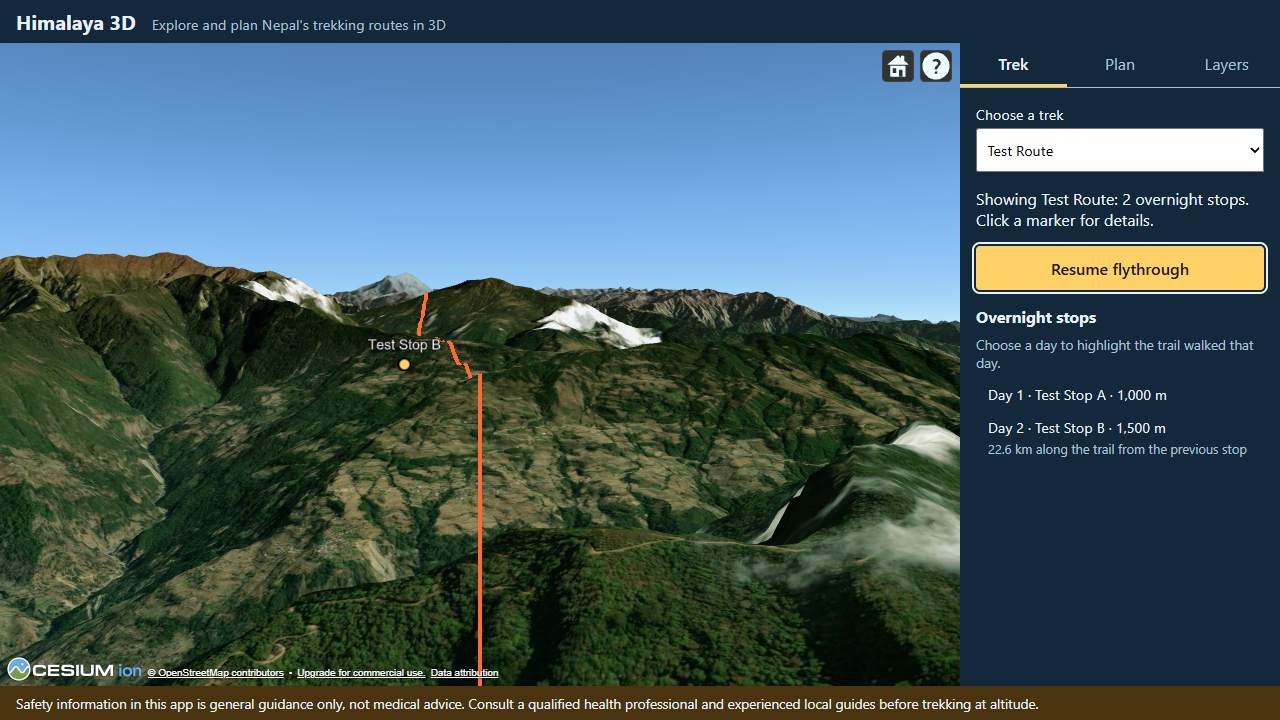 Himalaya 3D Explore and plan Nepal's trekking routes in 3D
?
Trek Plan Layers
Choose a trek
Test Route
Showing Test Route: 2 overnight stops.
Click a marker for details.
Resume flythrough
Overnight stops
Choose a day to highlight the trail walked that
day.
Day 1 · Test Stop A · 1,000 m
Day 2 · Test Stop B · 1,500 m
22.6 km along the trail from the previous stop
Test Stop B
CESIUM ion © OpenStreetMap contributors • Upgrade for commercial use. Data attribution
Safety information in this app is general guidance only, not medical advice. Consult a qualified health professional and experienced local guides before trekking at altitude.